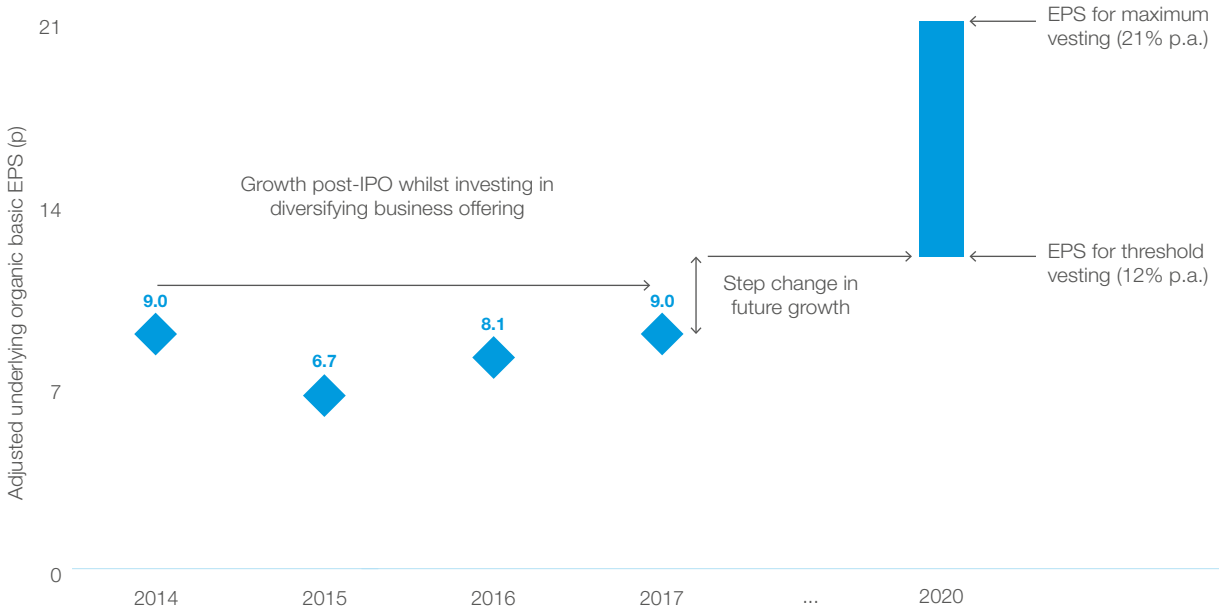 21
14
7
0
Adjusted underlying organic basic EPS (p)
EPS for maximum
vesting (21% p.a.)
Growth post-IPO whilst investing in
diversifying business offering
EPS for threshold
vesting (12% p.a.)
Step change in
future growth
9.0
6.7
8.1
9.0
2014
2015
2016
2017
...
2020